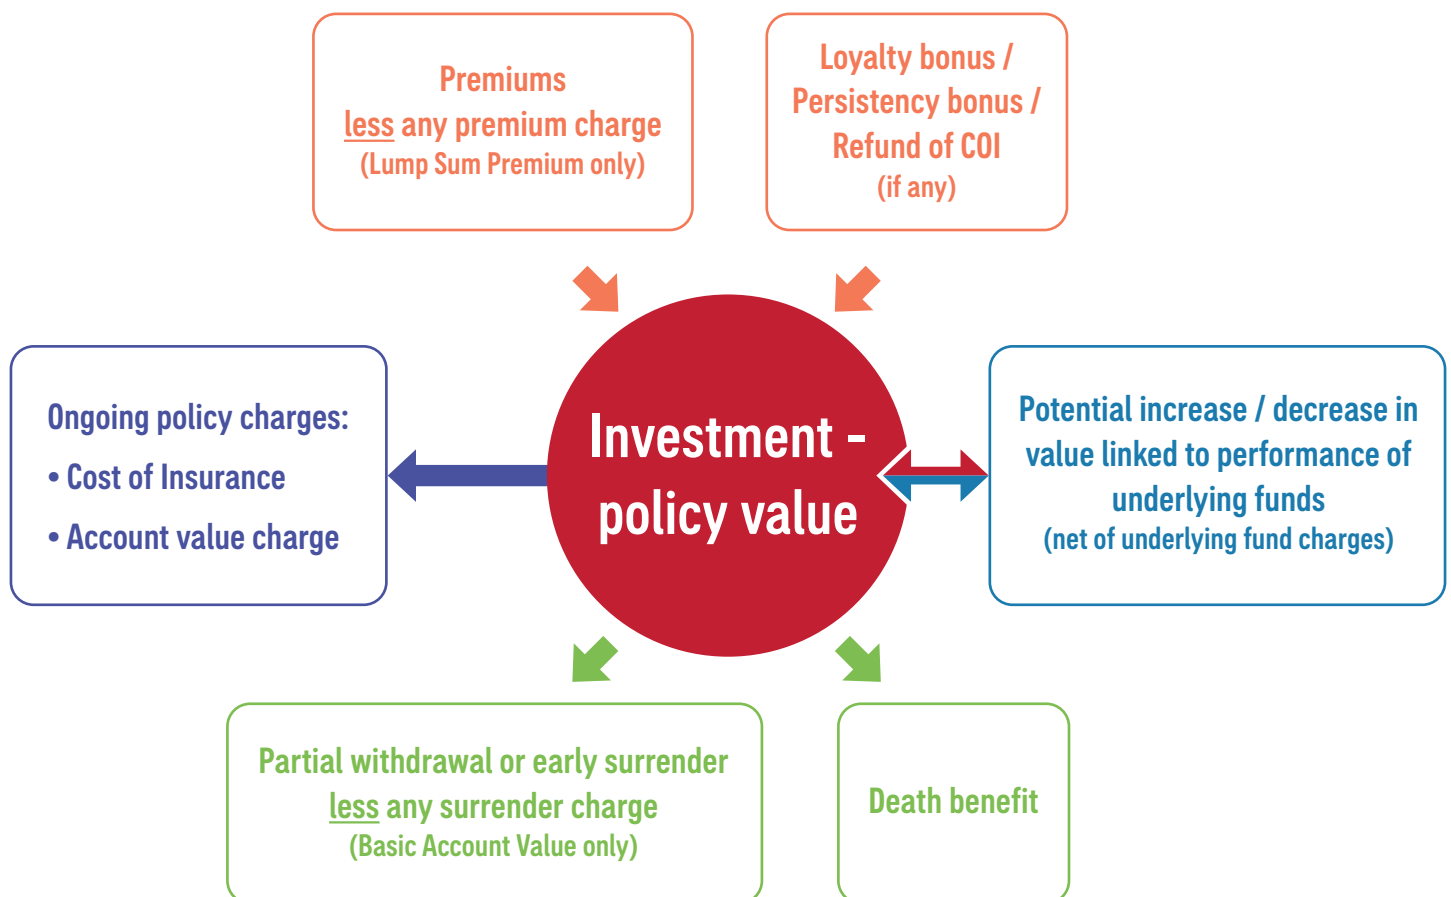 Premiums
less any premium charge
(Lump Sum Premium only)
Loyalty bonus /
Persistency bonus /
Refund of COI
(if any)
Ongoing policy charges:
• Cost of Insurance
• Account value charge
Investment -
policy value
Potential increase / decrease in
value linked to performance of
underlying funds
(net of underlying fund charges)
Partial withdrawal or early surrender
less any surrender charge
(Basic Account Value only)
Death benefit